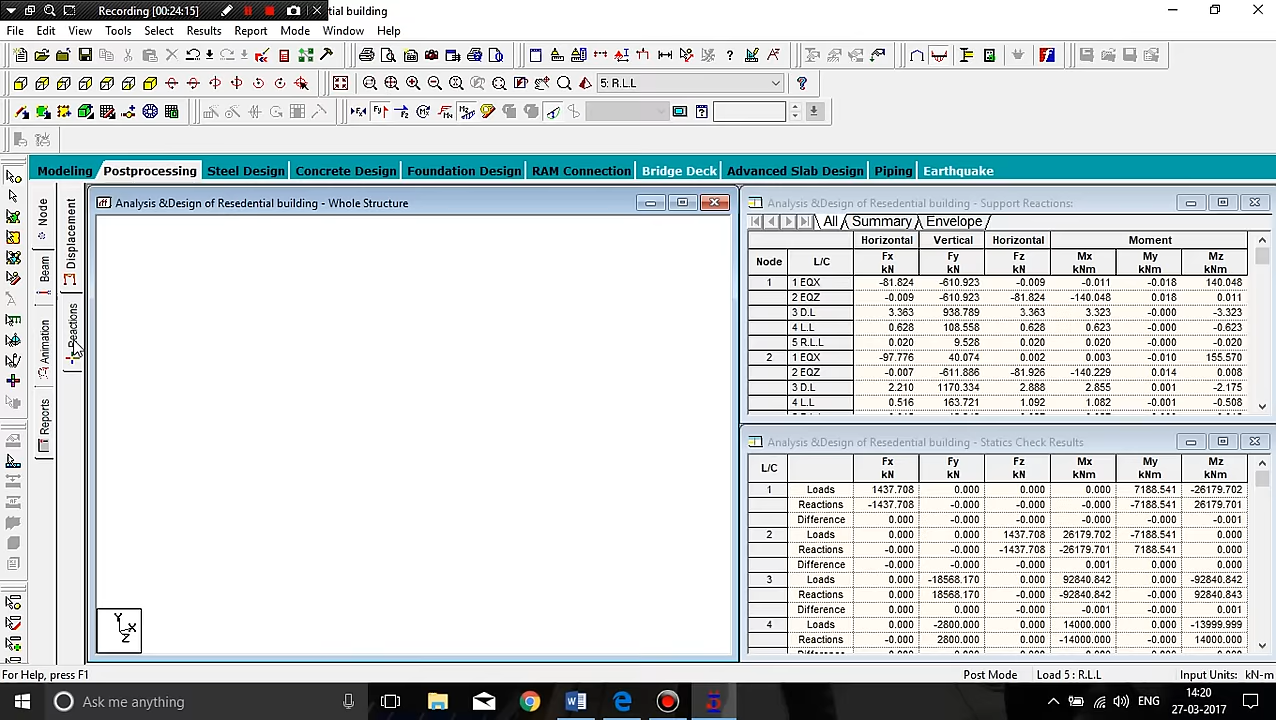 Recording [00:24:15]
tial building
File Edit View Tools Select Results Report Mode Window Help
5: R.L.L
Modeling Postprocessing Steel Design Concrete Design Foundation Design RAM Connection Bridge Deck Advanced Slab Design Piping Earthquake
Node
Beam
Animation
Reports
Displacement
Reactions
Analysis &Design of Resedential building - Whole Structure
Y
X
Z
Analysis &Design of Resedential building - Support Reactions:
All Summary Envelope
Horizontal Vertical Horizontal Moment
Node L/C Fx kN Fy kN Fz kN Mx kNm My kNm Mz kNm
1 1 EQX -81.824 -610.923 -0.009 -0.011 -0.018 140.048
2 EQZ -0.009 -610.923 -81.824 -140.048 0.018 0.011
3 D.L 3.363 938.789 3.363 3.323 -0.000 -3.323
4 L.L 0.628 108.558 0.628 0.623 -0.000 -0.623
5 R.L.L 0.020 9.528 0.020 0.020 -0.000 -0.020
2 1 EQX -97.776 40.074 0.002 0.003 -0.010 155.570
2 EQZ -0.007 -611.886 -81.926 -140.229 0.014 0.008
3 D.L 2.210 1170.334 2.888 2.855 0.001 -2.175
4 L.L 0.516 163.721 1.092 1.082 -0.001 -0.508
Analysis &Design of Resedential building - Statics Check Results
L/C Fx kN Fy kN Fz kN Mx kNm My kNm Mz kNm
1 Loads 1437.708 0.000 0.000 0.000 7188.541 -26179.702
Reactions -1437.708 -0.000 -0.000 -0.000 -7188.541 26179.701
Difference 0.000 -0.000 -0.000 -0.000 -0.000 -0.001
2 Loads 0.000 0.000 1437.708 26179.702 -7188.541 0.000
Reactions -0.000 -0.000 -1437.708 -26179.701 7188.541 0.000
Difference -0.000 -0.000 -0.000 0.001 -0.000 0.000
3 Loads 0.000 -18568.170 0.000 92840.842 0.000 -92840.842
Reactions -0.000 18568.170 -0.000 -92840.842 0.000 92840.843
Difference -0.000 0.000 -0.000 -0.001 0.000 0.001
4 Loads 0.000 -2800.000 0.000 14000.000 0.000 -13999.999
Reactions -0.000 2800.000 -0.000 -14000.000 0.000 14000.000
For Help, press F1
Post Mode Load 5 : R.L.L Input Units: kN-m
Ask me anything
ENG
14:20
27-03-2017